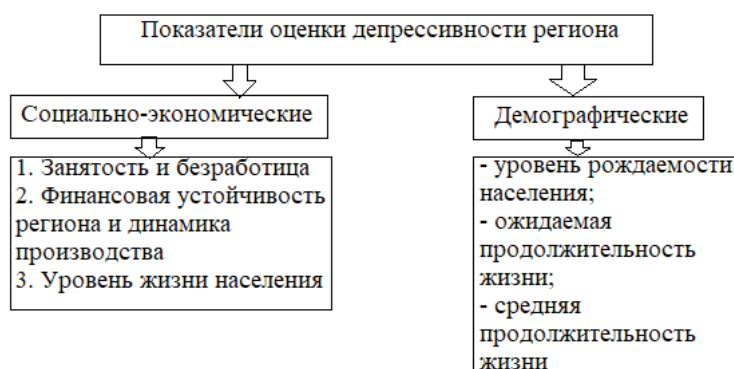 Показатели оценки депрессивности региона
Социально-экономические
Демографические
1. Занятость и безработица
2. Финансовая устойчивость
региона и динамика
производства
3. Уровень жизни населения
- уровень рождаемости
населения;
- ожидаемая
продолжительность
жизни;
- средняя
продолжительность
жизни